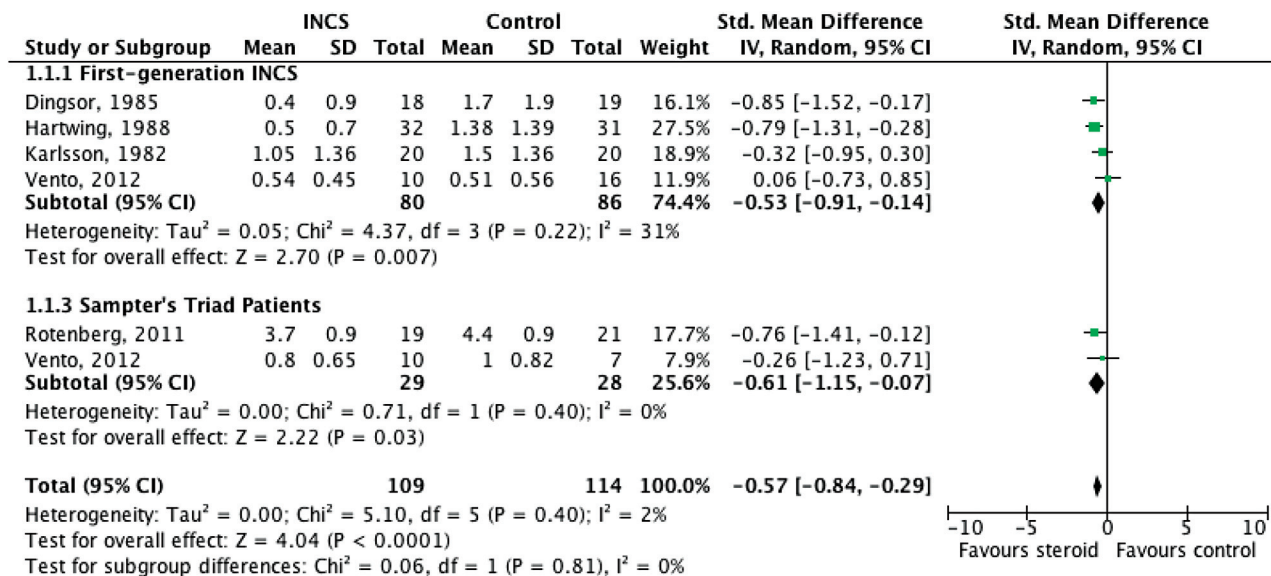 INCS Control Std. Mean Difference Std. Mean Difference
Study or Subgroup Mean SD Total Mean SD Total Weight IV, Random, 95% CI IV, Random, 95% CI
1.1.1 First-generation INCS
Dingsor, 1985 0.4 0.9 18 1.7 1.9 19 16.1% -0.85 [-1.52, -0.17]
Hartwing, 1988 0.5 0.7 32 1.38 1.39 31 27.5% -0.79 [-1.31, -0.28]
Karlsson, 1982 1.05 1.36 20 1.5 1.36 20 18.9% -0.32 [-0.95, 0.30]
Vento, 2012 0.54 0.45 10 0.51 0.56 16 11.9% 0.06 [-0.73, 0.85]
Subtotal (95% CI) 80 86 74.4% -0.53 [-0.91, -0.14]
Heterogeneity: Tau² = 0.05; Chi² = 4.37, df = 3 (P = 0.22); I² = 31%
Test for overall effect: Z = 2.70 (P = 0.007)
1.1.3 Sampter's Triad Patients
Rotenberg, 2011 3.7 0.9 19 4.4 0.9 21 17.7% -0.76 [-1.41, -0.12]
Vento, 2012 0.8 0.65 10 1 0.82 7 7.9% -0.26 [-1.23, 0.71]
Subtotal (95% CI) 29 28 25.6% -0.61 [-1.15, -0.07]
Heterogeneity: Tau² = 0.00; Chi² = 0.71, df = 1 (P = 0.40); I² = 0%
Test for overall effect: Z = 2.22 (P = 0.03)
Total (95% CI) 109 114 100.0% -0.57 [-0.84, -0.29]
Heterogeneity: Tau² = 0.00; Chi² = 5.10, df = 5 (P = 0.40); I² = 2%
Test for overall effect: Z = 4.04 (P < 0.0001)
Test for subgroup differences: Chi² = 0.06, df = 1 (P = 0.81), I² = 0%
-10 -5 0 5 10
Favours steroid Favours control